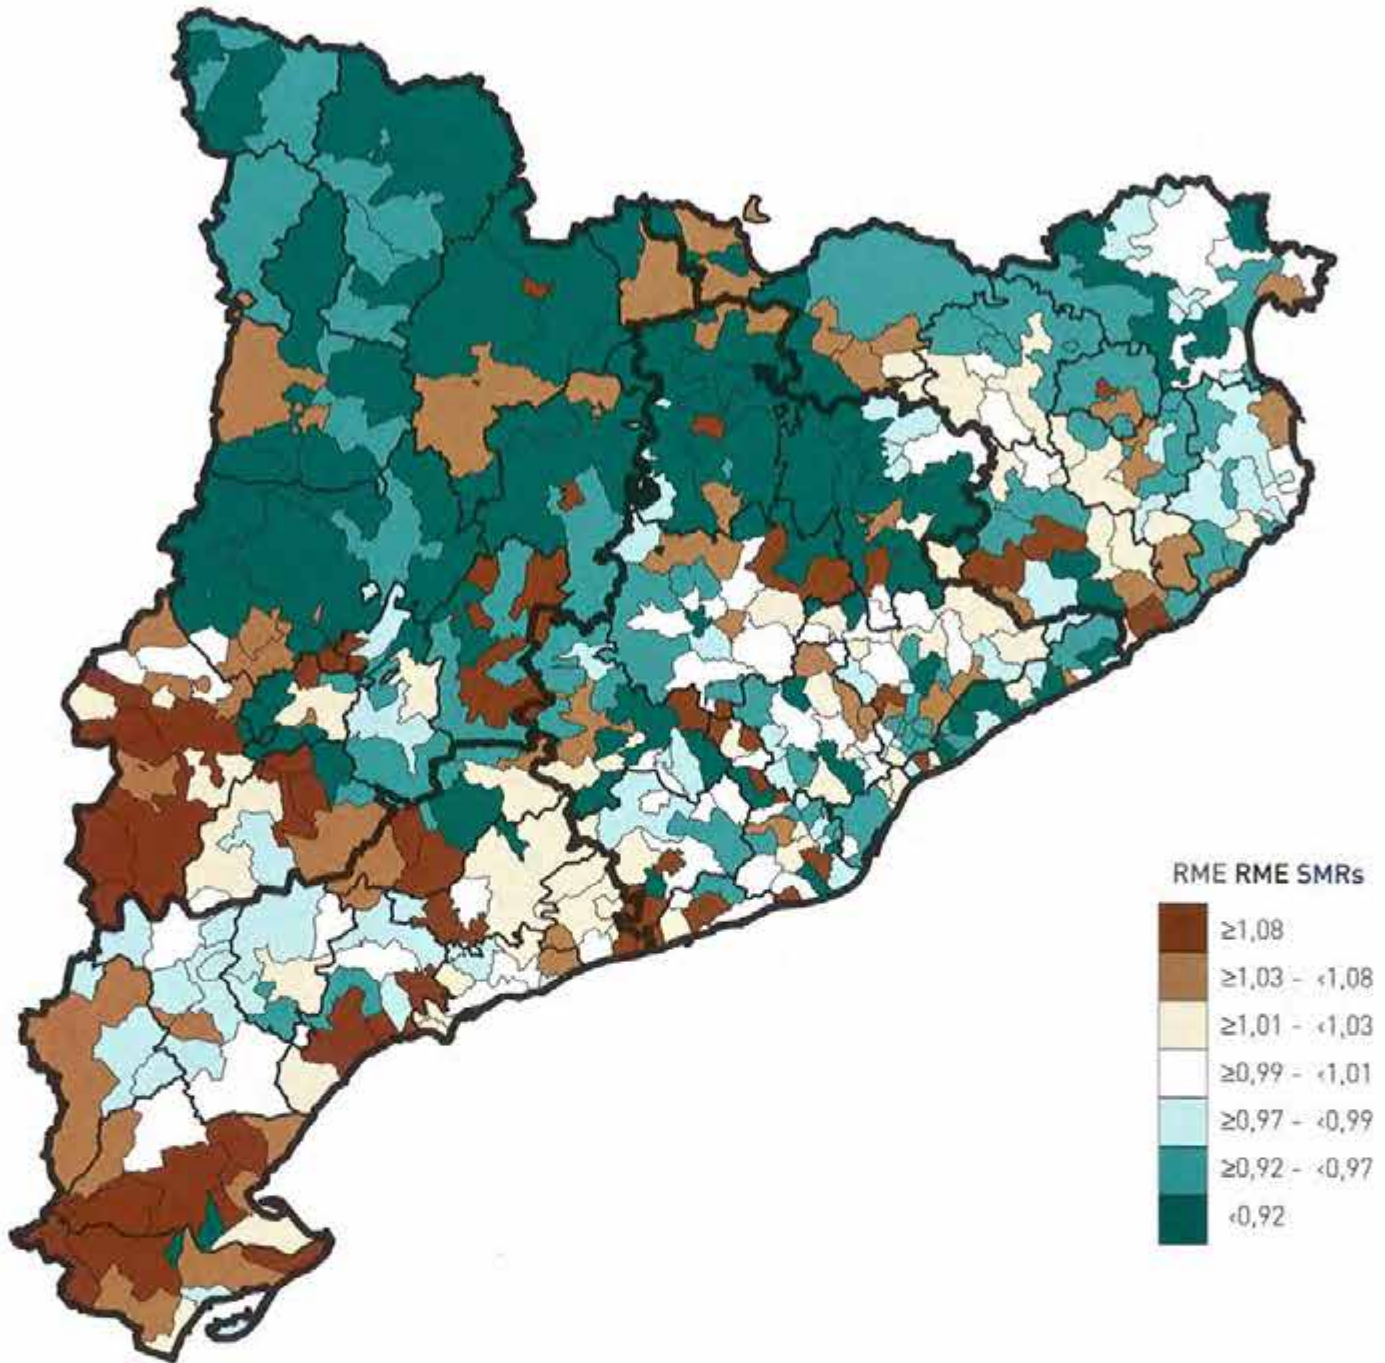 RME RME SMRs
≥1,08
≥1,03 - <1,08
≥1,01 - <1,03
≥0,99 - <1,01
≥0,97 - <0,99
≥0,92 - <0,97
<0,92